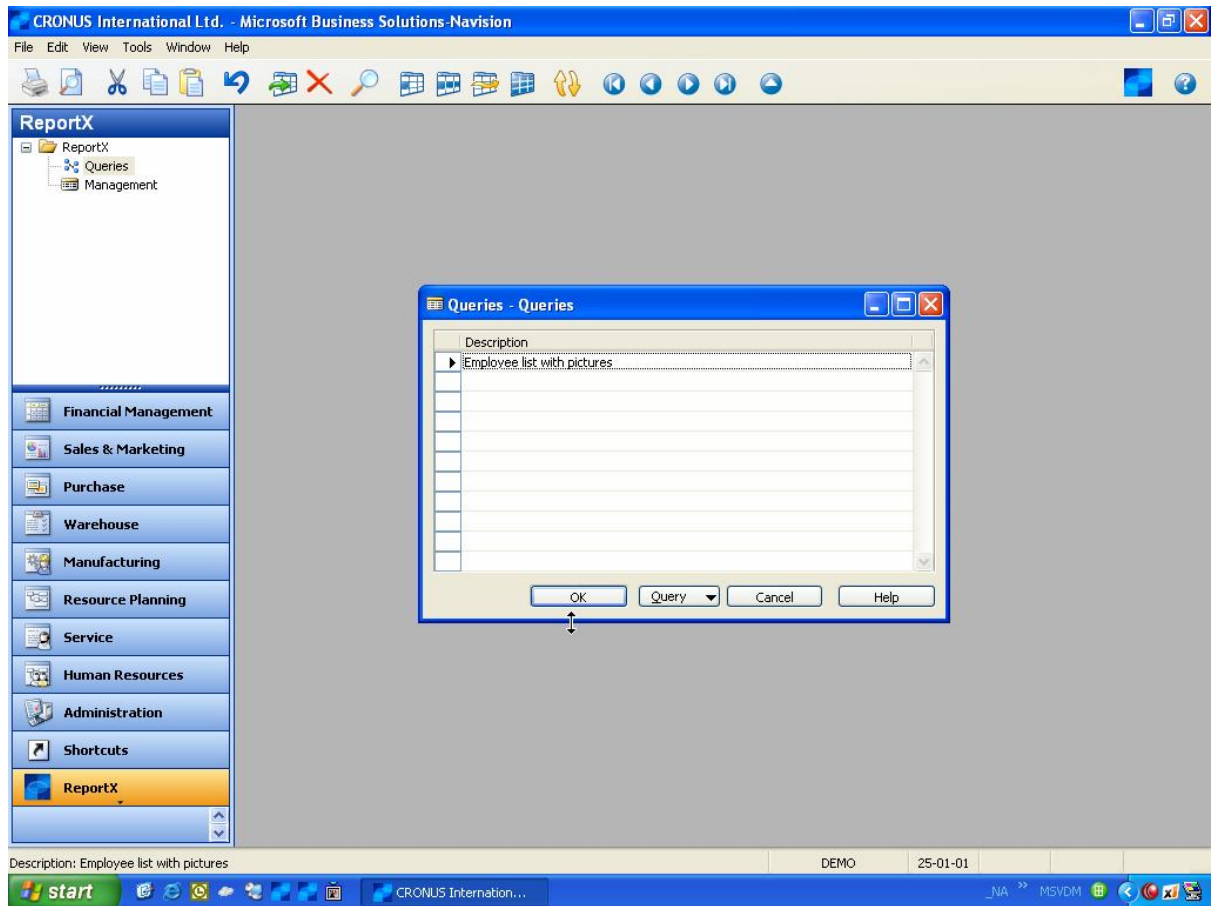 CRONUS International Ltd. - Microsoft Business Solutions-Navision
File Edit View Tools Window Help
ReportX
ReportX
Queries
Management
Queries - Queries
Description
Employee list with pictures
OK Query Cancel Help
Financial Management
Sales & Marketing
Purchase
Warehouse
Manufacturing
Resource Planning
Service
Human Resources
Administration
Shortcuts
ReportX
Description: Employee list with pictures DEMO 25-01-01
start CRONUS Internation... _NA » MSVDM